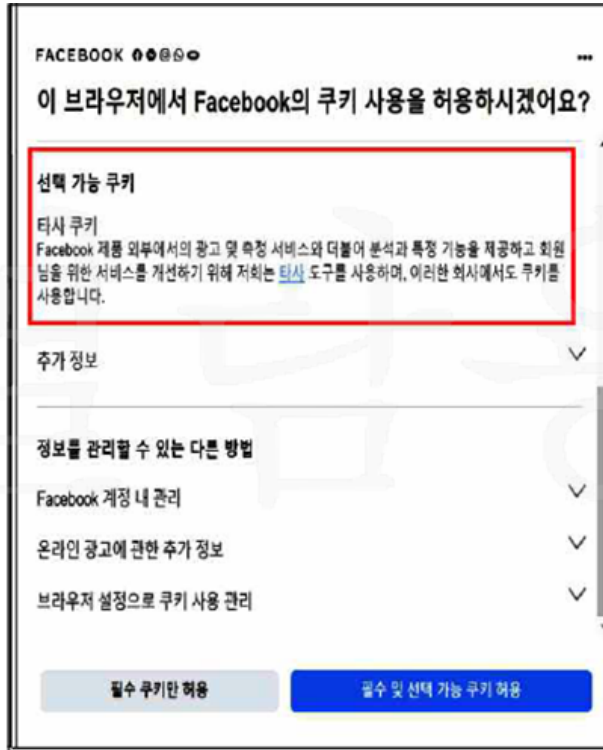 FACEBOOK
이 브라우저에서 Facebook의 쿠키 사용을 허용하시겠어요?
선택 가능 쿠키
타사 쿠키
Facebook 제품 외부에서의 광고 및 측정 서비스와 더불어 분석과 특정 기능을 제공하고 회원
님을 위한 서비스를 개선하기 위해 저희는 타사 도구를 사용하며, 이러한 회사에서도 쿠키를
사용합니다.
추가 정보
정보를 관리할 수 있는 다른 방법
Facebook 계정 내 관리
온라인 광고에 관한 추가 정보
브라우저 설정으로 쿠키 사용 관리
필수 쿠키만 허용
필수 및 선택 가능 쿠키 허용